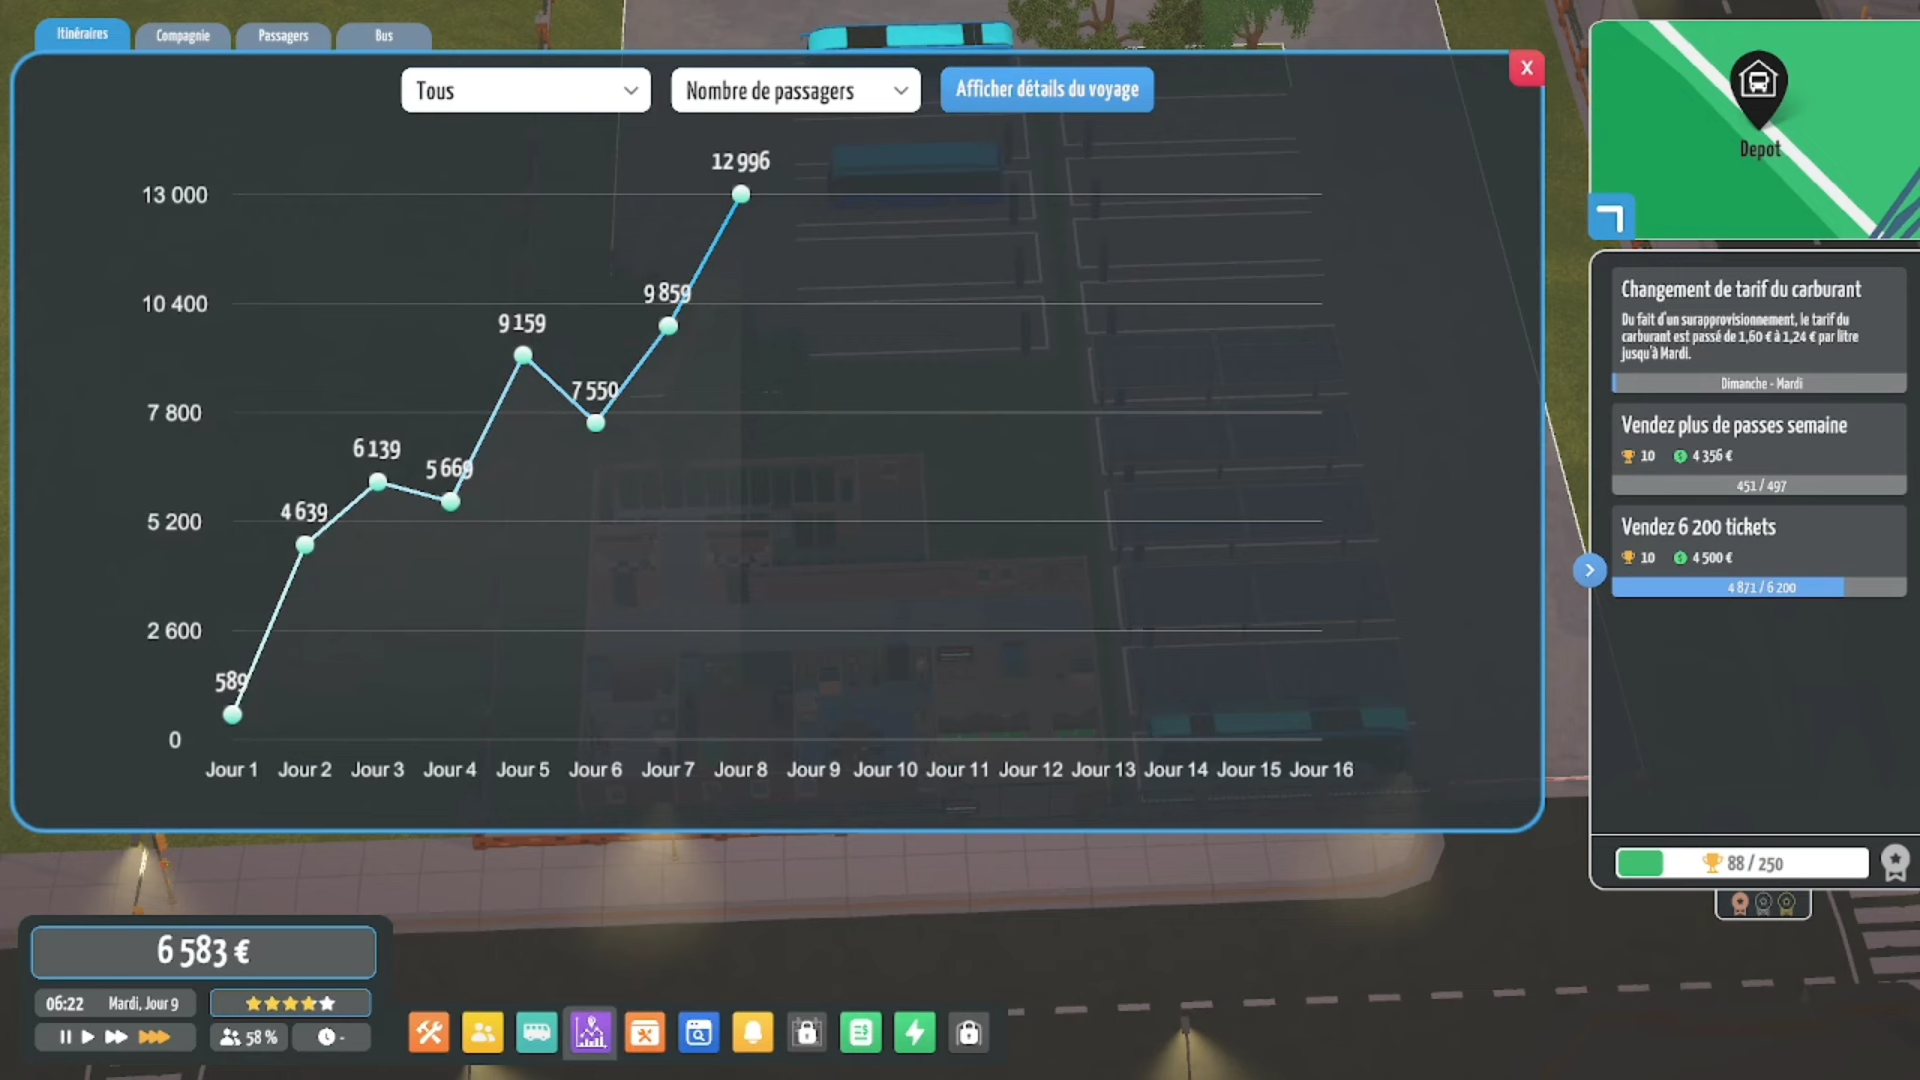 Itinéraires
Compagnie
Passagers
Bus
X
Tous
Nombre de passagers
Afficher détails du voyage
12 996
13 000
9 859
10 400
9 159
7 550
7 800
6 139
5 669
4 639
5 200
2 600
589
0
Jour 1 Jour 2 Jour 3 Jour 4 Jour 5 Jour 6 Jour 7 Jour 8 Jour 9 Jour 10 Jour 11 Jour 12 Jour 13 Jour 14 Jour 15 Jour 16
Depot
Changement de tarif du carburant
Du fait d'un surapprovisionnement, le tarif du
carburant est passé de 1,60 € à 1,24 € par litre
jusqu'à Mardi.
Dimanche - Mardi
Vendez plus de passes semaine
10 4 356 €
451 / 497
Vendez 6 200 tickets
10 4 500 €
4 871 / 6 200
88 / 250
6 583 €
06:22 Mardi, Jour 9
58 % -